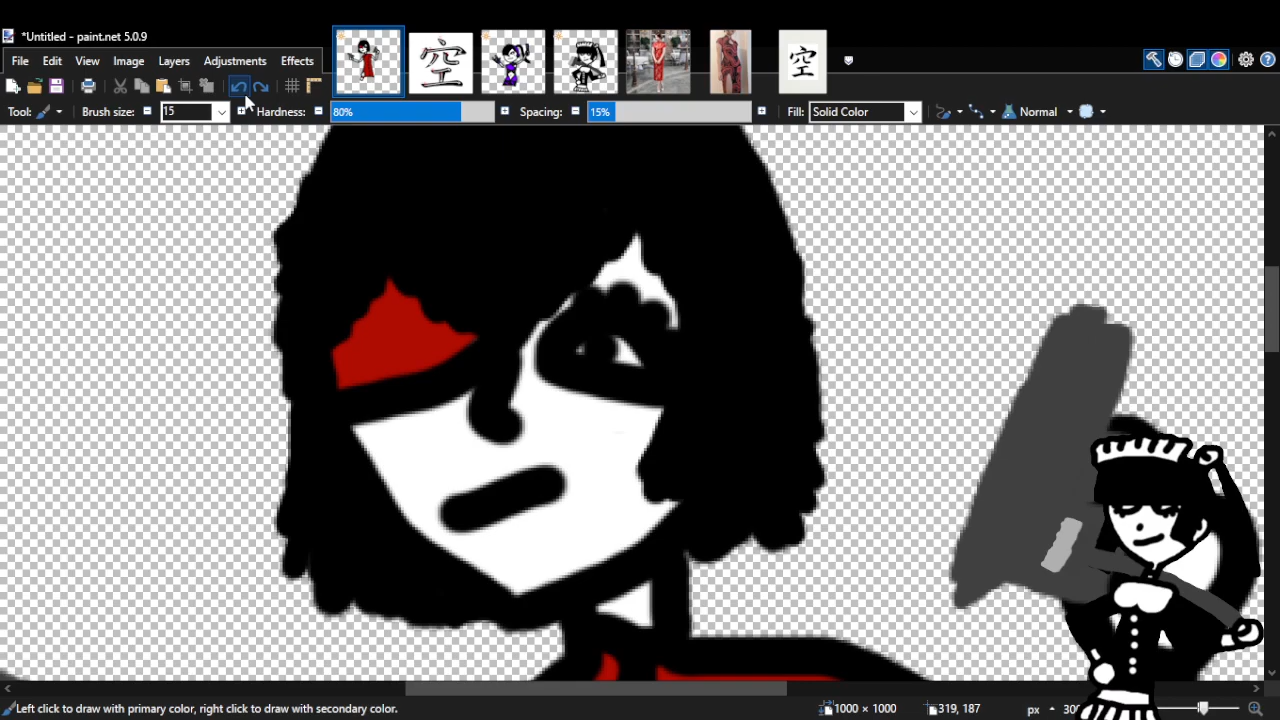 *Untitled - paint.net 5.0.9
File Edit View Image Layers Adjustments Effects
空
空
Tool: Brush size: 15 Hardness: 80% Spacing: 15% Fill: Solid Color Normal
Left click to draw with primary color, right click to draw with secondary color. 1000 × 1000 319, 187 px